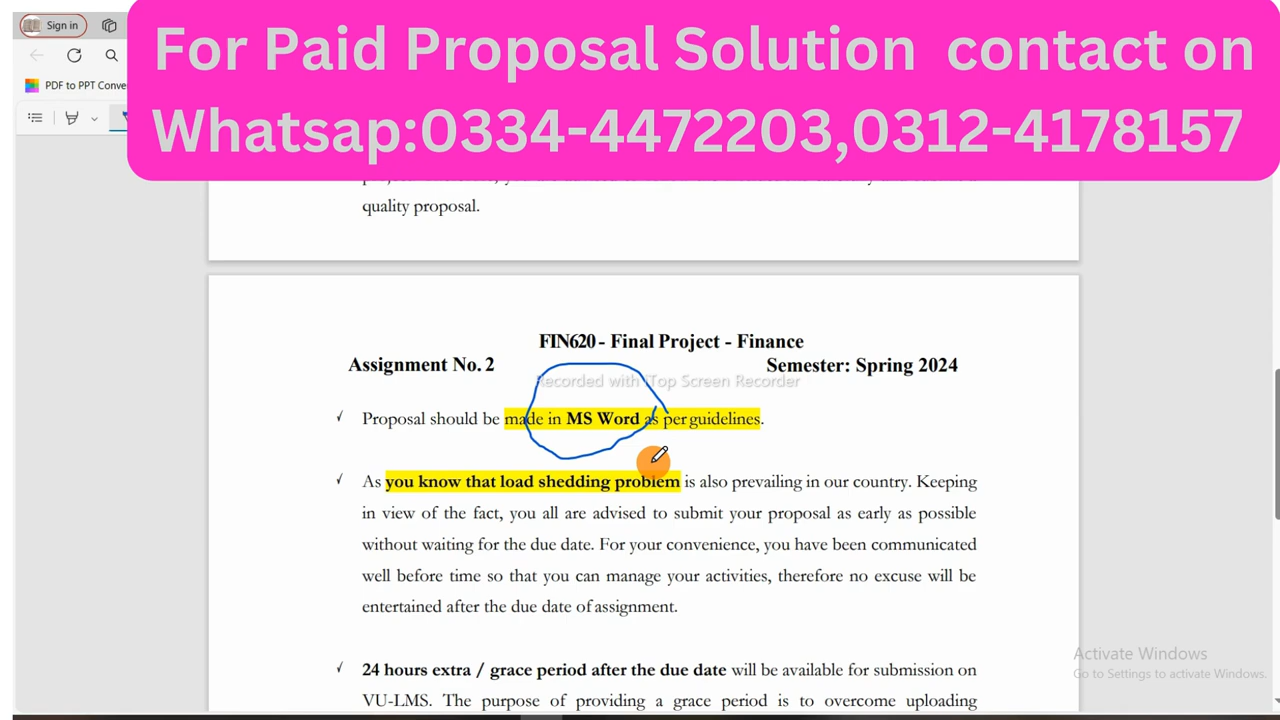 Sign in
For Paid Proposal Solution contact on
PDF to PPT Conve
Whatsap:0334-4472203,0312-4178157
quality proposal.
FIN620 - Final Project - Finance
Assignment No. 2 Semester: Spring 2024
Recorded with iTop Screen Recorder
✓ Proposal should be made in MS Word as per guidelines.
✓ As you know that load shedding problem is also prevailing in our country. Keeping
in view of the fact, you all are advised to submit your proposal as early as possible
without waiting for the due date. For your convenience, you have been communicated
well before time so that you can manage your activities, therefore no excuse will be
entertained after the due date of assignment.
Activate Windows
Go to Settings to activate Windows.
✓ 24 hours extra / grace period after the due date will be available for submission on
VU-LMS. The purpose of providing a grace period is to overcome uploading